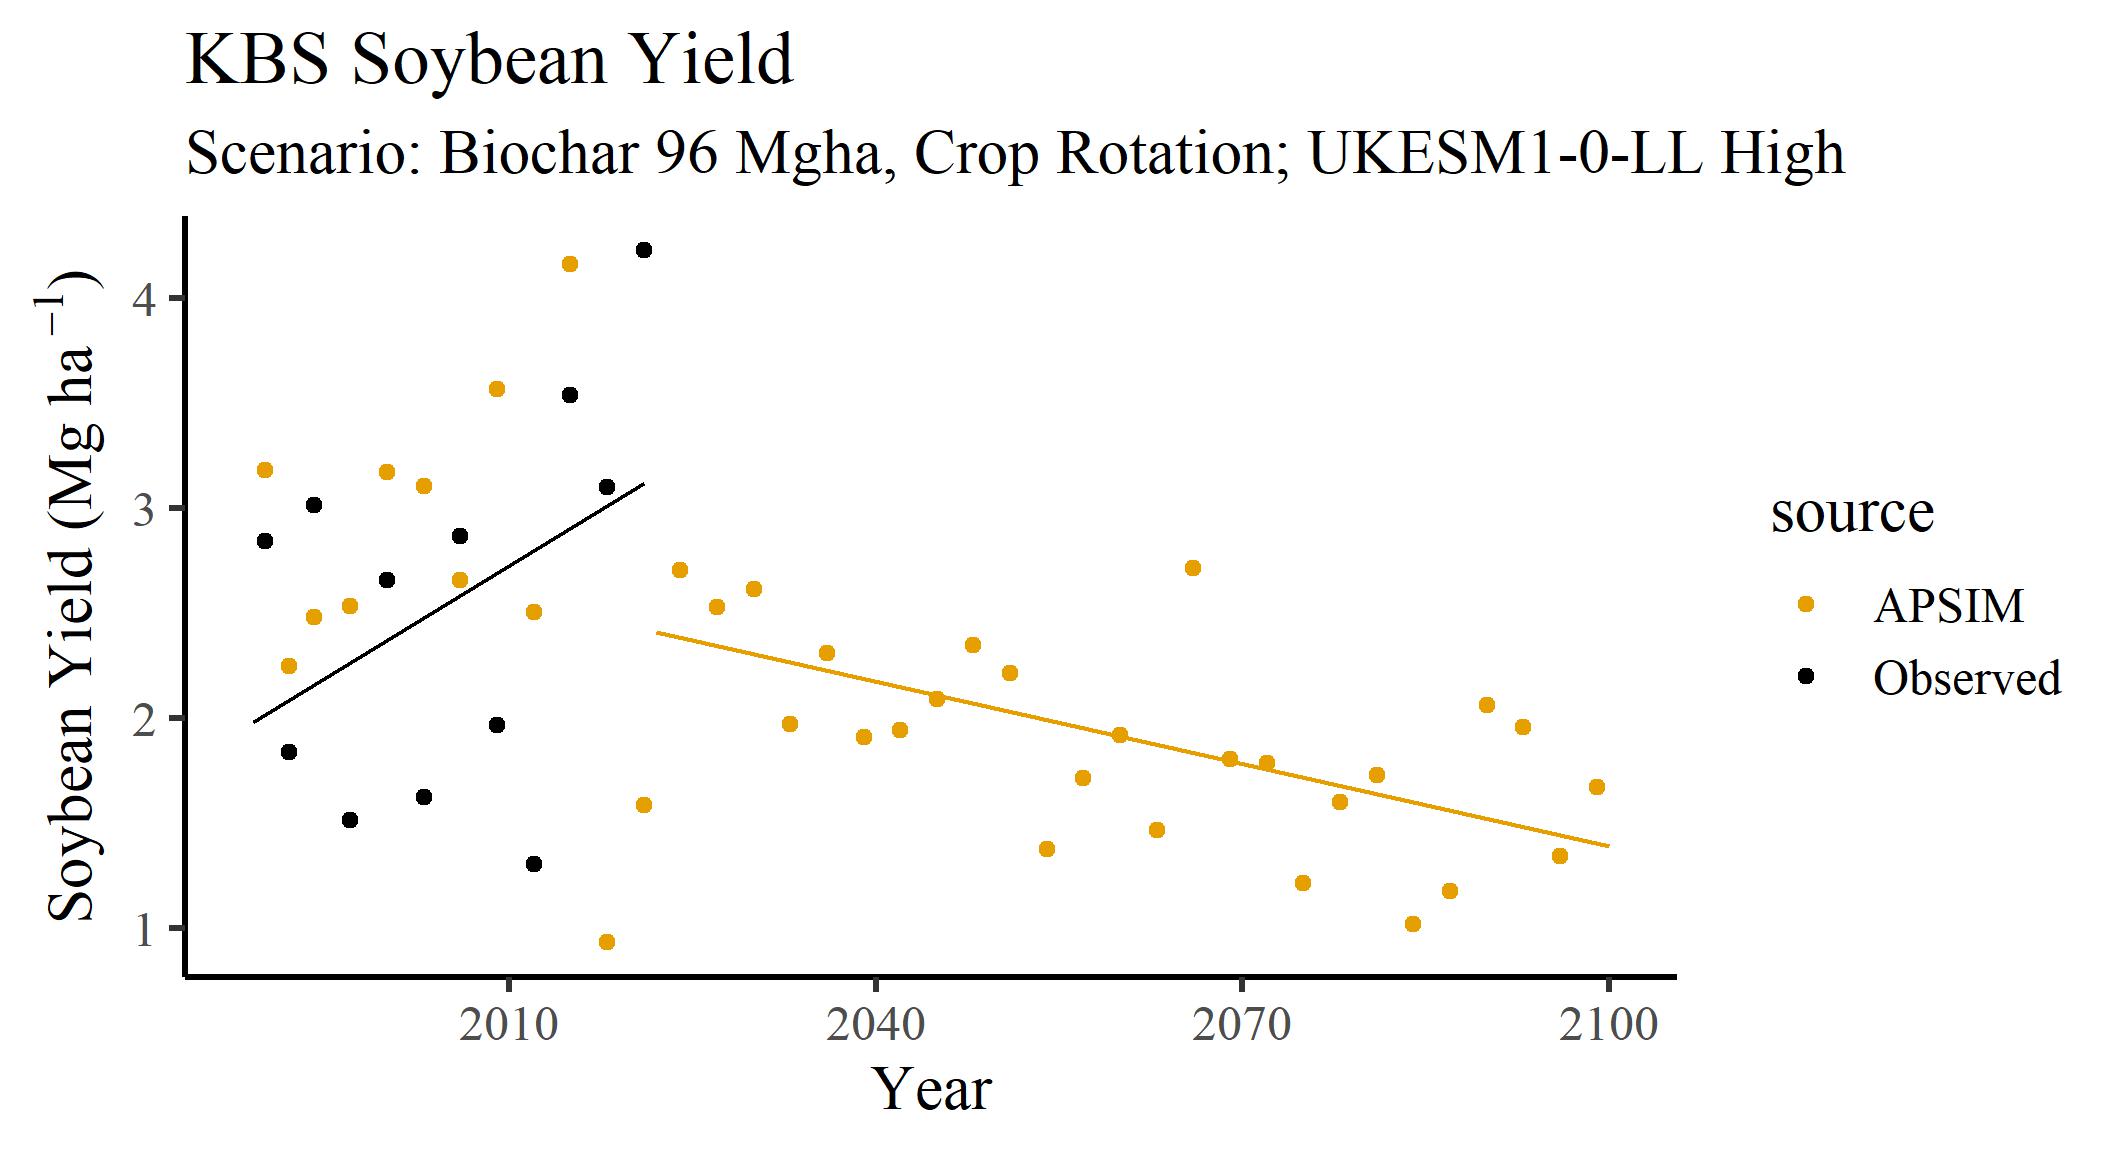 KBS Soybean Yield
Scenario: Biochar 96 Mgha, Crop Rotation; UKESM1-0-LL High
Soybean Yield (Mg ha⁻¹)
4
3
2
1
2010 2040 2070 2100
Year
source
APSIM
Observed